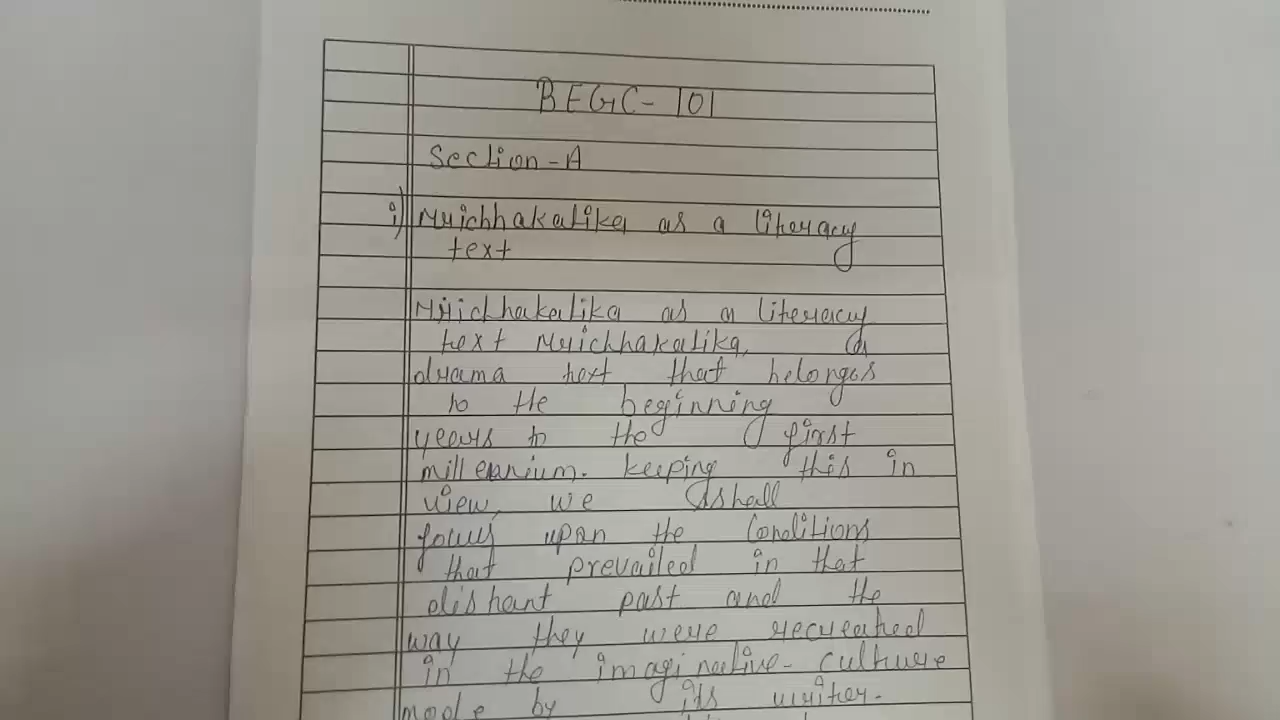 BEGC-101
Section-A
i) Mrichhakatika as a literacy
text
Mrichhakatika as a literacy
text Mrichhakatika, a
drama text that belongs
to the beginning
years to the first
millennium. keeping this in
view, we shall
focus upon the conditions
that prevailed in that
distant past and the
way they were recreated
in the imaginative-culture
mode by its writer.